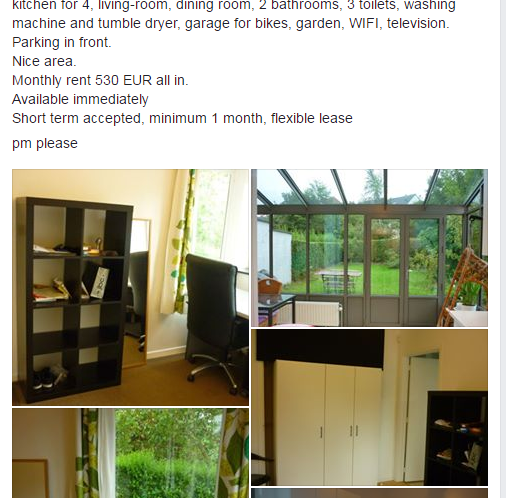 kitchen for 4, living-room, dining room, 2 bathrooms, 3 toilets, washing
machine and tumble dryer, garage for bikes, garden, WIFI, television.
Parking in front.
Nice area.
Monthly rent 530 EUR all in.
Available immediately
Short term accepted, minimum 1 month, flexible lease
pm please